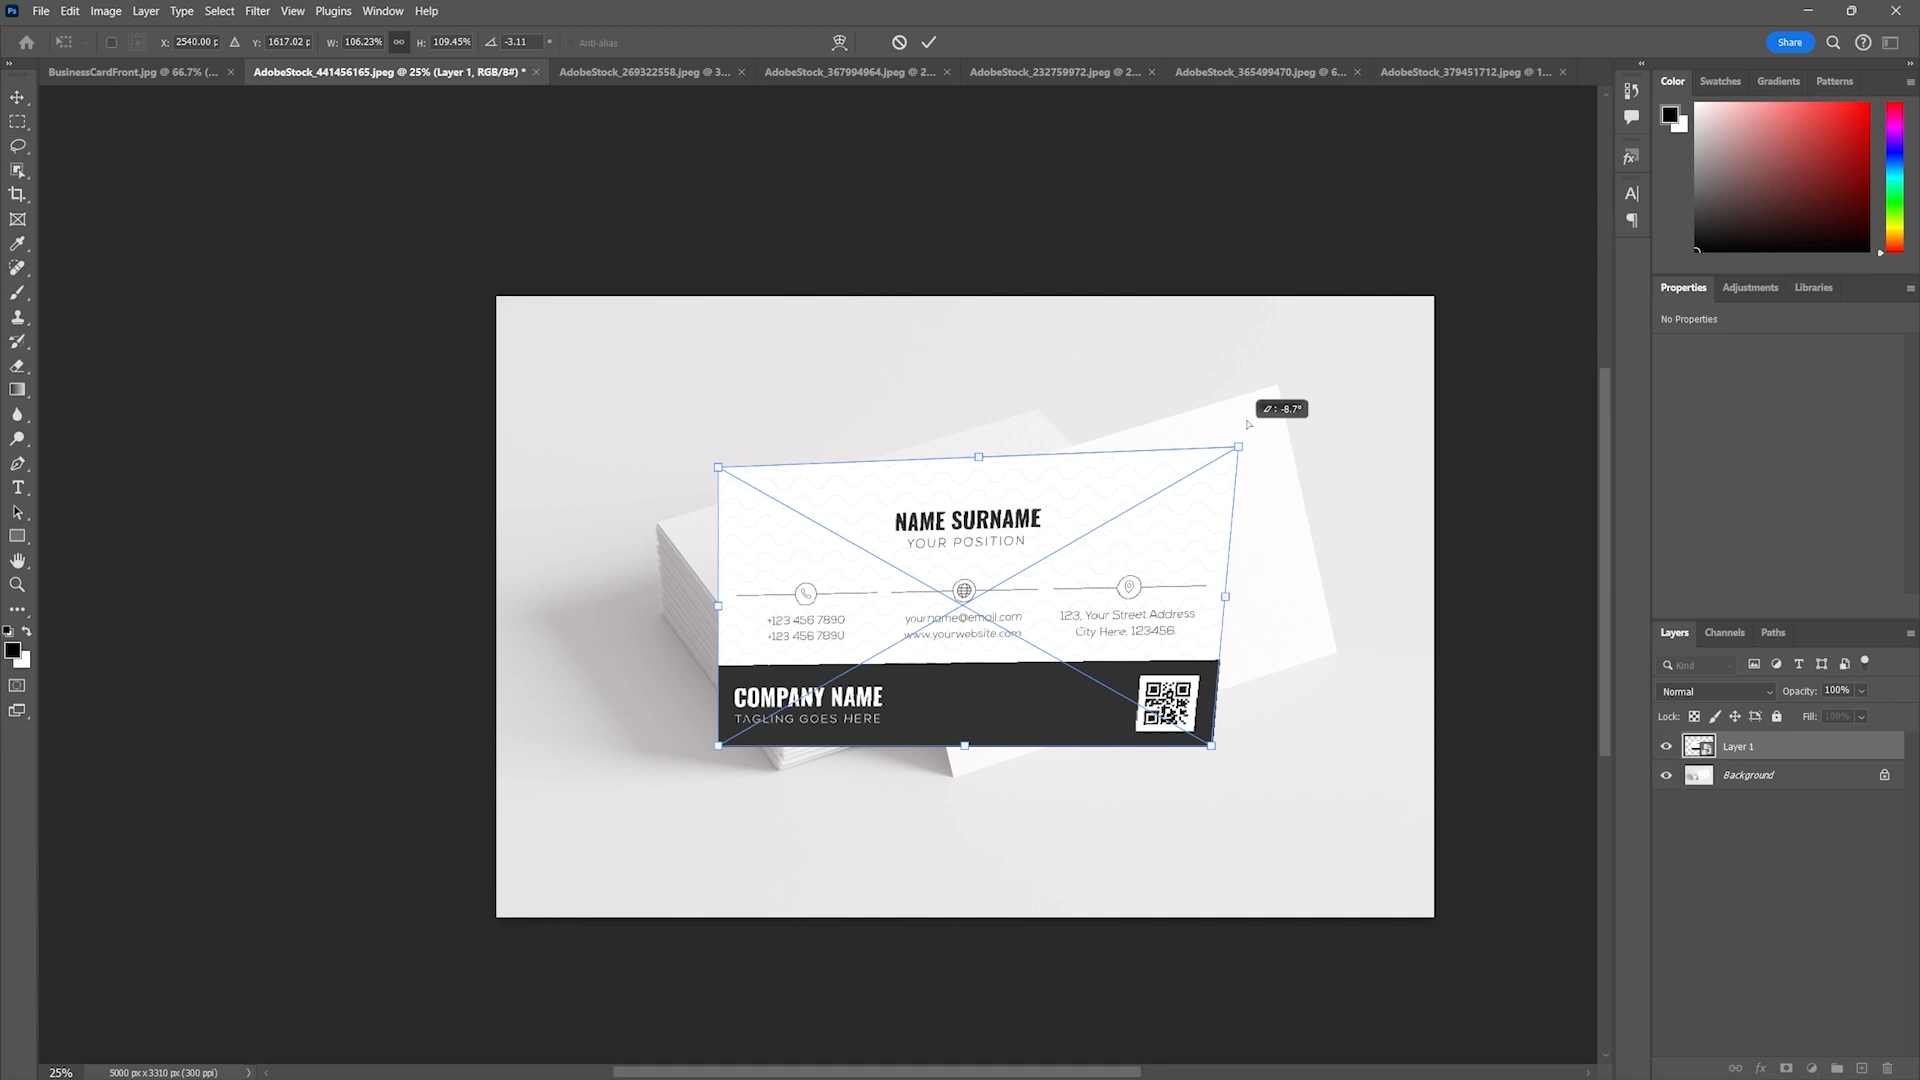 Ps File Edit Image Layer Type Select Filter View Plugins Window Help
X: 2540.00 p Y: 1617.02 p W: 106.23% H: 109.45% -3.11 ° Anti-alias Share
BusinessCardFront.jpg @ 66.7% (... AdobeStock_441456165.jpeg @ 25% (Layer 1, RGB/8#) * AdobeStock_269322558.jpeg @ 3... AdobeStock_367994964.jpeg @ 2... AdobeStock_232759972.jpeg @ 2... AdobeStock_365499470.jpeg @ 6... AdobeStock_379451712.jpeg @ 1...
Color Swatches Gradients Patterns
Properties Adjustments Libraries
No Properties
: -8.7°
NAME SURNAME
YOUR POSITION
+123 456 7890
+123 456 7890
your name@email.com
www.yourwebsite.com
123, Your Street Address
City Here, 123456.
COMPANY NAME
TAGLING GOES HERE
Layers Channels Paths
Kind
Normal Opacity: 100%
Lock: Fill: 100%
Layer 1
Background
25% 5000 px x 3310 px (300 ppi)